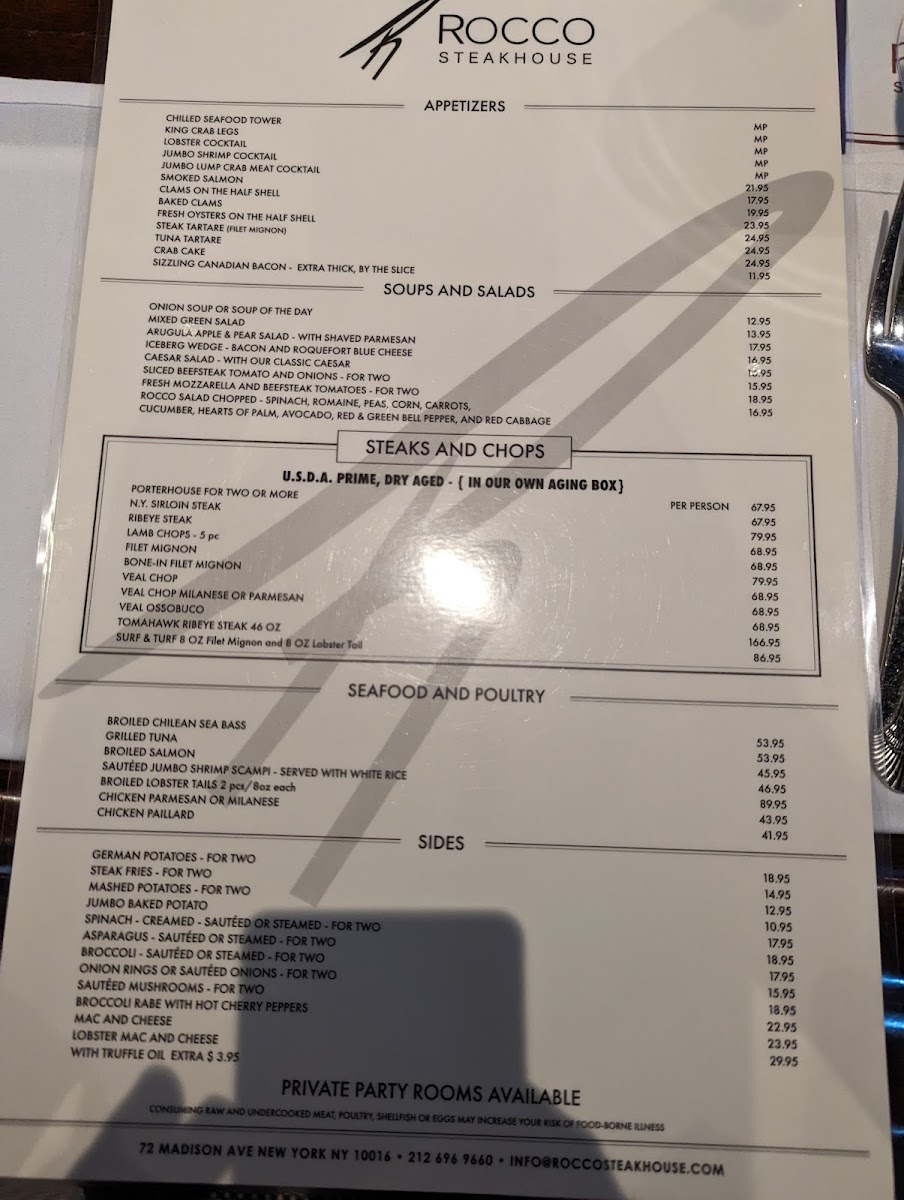 ROCCO
STEAKHOUSE
APPETIZERS
CHILLED SEAFOOD TOWER MP
KING CRAB LEGS MP
LOBSTER COCKTAIL MP
JUMBO SHRIMP COCKTAIL MP
JUMBO LUMP CRAB MEAT COCKTAIL MP
SMOKED SALMON 21.95
CLAMS ON THE HALF SHELL 17.95
BAKED CLAMS 19.95
FRESH OYSTERS ON THE HALF SHELL 23.95
STEAK TARTARE (FILET MIGNON) 24.95
TUNA TARTARE 24.95
CRAB CAKE 24.95
SIZZLING CANADIAN BACON - EXTRA THICK, BY THE SLICE 11.95
SOUPS AND SALADS
ONION SOUP OR SOUP OF THE DAY 12.95
MIXED GREEN SALAD 13.95
ARUGULA APPLE & PEAR SALAD - WITH SHAVED PARMESAN 17.95
ICEBERG WEDGE - BACON AND ROQUEFORT BLUE CHEESE 16.95
CAESAR SALAD - WITH OUR CLASSIC CAESAR
SLICED BEEFSTEAK TOMATO AND ONIONS - FOR TWO 15.95
FRESH MOZZARELLA AND BEEFSTEAK TOMATOES - FOR TWO 18.95
ROCCO SALAD CHOPPED - SPINACH, ROMAINE, PEAS, CORN, CARROTS, 16.95
CUCUMBER, HEARTS OF PALM, AVOCADO, RED & GREEN BELL PEPPER, AND RED CABBAGE
STEAKS AND CHOPS
U.S.D.A. PRIME, DRY AGED - { IN OUR OWN AGING BOX}
PORTERHOUSE FOR TWO OR MORE PER PERSON 67.95
N.Y. SIRLOIN STEAK 67.95
RIBEYE STEAK 79.95
LAMB CHOPS - 5 pc 68.95
FILET MIGNON 68.95
BONE-IN FILET MIGNON 79.95
VEAL CHOP 68.95
VEAL CHOP MILANESE OR PARMESAN 68.95
VEAL OSSOBUCO 68.95
TOMAHAWK RIBEYE STEAK 46 OZ 166.95
SURF & TURF 8 OZ Filet Mignon and 8 OZ Lobster Tail 86.95
SEAFOOD AND POULTRY
BROILED CHILEAN SEA BASS 53.95
GRILLED TUNA 53.95
BROILED SALMON 45.95
SAUTÉED JUMBO SHRIMP SCAMPI - SERVED WITH WHITE RICE 46.95
BROILED LOBSTER TAILS 2 pcs/8oz each 89.95
CHICKEN PARMESAN OR MILANESE 43.95
CHICKEN PAILLARD 41.95
SIDES
GERMAN POTATOES - FOR TWO 18.95
STEAK FRIES - FOR TWO 14.95
MASHED POTATOES - FOR TWO 12.95
JUMBO BAKED POTATO 10.95
SPINACH - CREAMED - SAUTÉED OR STEAMED - FOR TWO 17.95
ASPARAGUS - SAUTÉED OR STEAMED - FOR TWO 18.95
BROCCOLI - SAUTÉED OR STEAMED - FOR TWO 17.95
ONION RINGS OR SAUTÉED ONIONS - FOR TWO 15.95
SAUTÉED MUSHROOMS - FOR TWO 18.95
BROCCOLI RABE WITH HOT CHERRY PEPPERS 22.95
MAC AND CHEESE 23.95
LOBSTER MAC AND CHEESE 29.95
WITH TRUFFLE OIL EXTRA $ 3.95
PRIVATE PARTY ROOMS AVAILABLE
CONSUMING RAW AND UNDERCOOKED MEAT, POULTRY, SHELLFISH OR EGGS MAY INCREASE YOUR RISK OF FOOD-BORNE ILLNESS
72 MADISON AVE NEW YORK NY 10016 • 212 696 9660 • INFO@ROCCOSTEAKHOUSE.COM